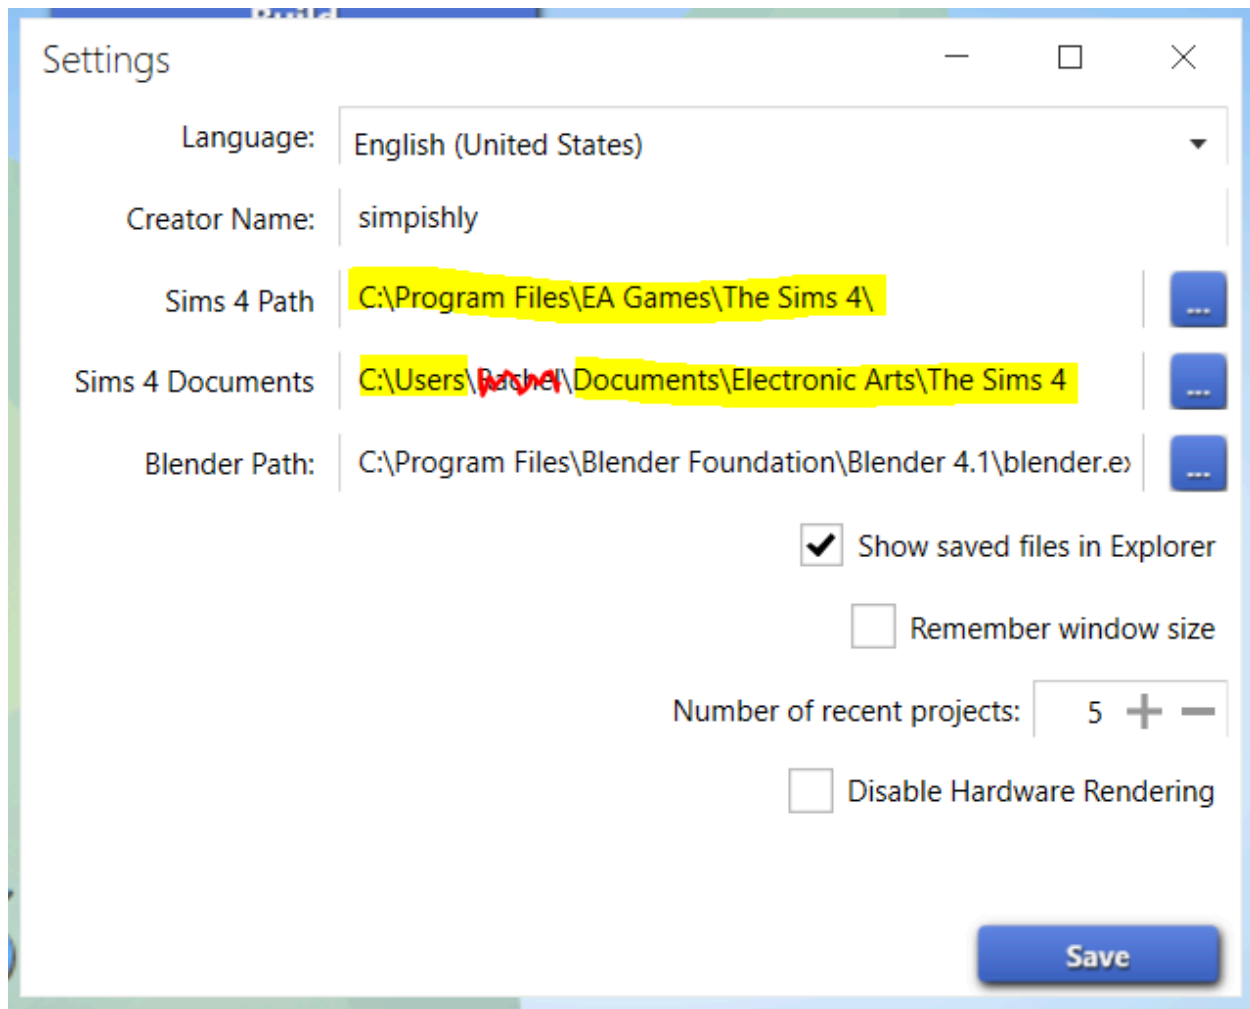 Build
Settings
Language: English (United States)
Creator Name: simpishly
Sims 4 Path C:\Program Files\EA Games\The Sims 4\
Sims 4 Documents C:\Users\ \Documents\Electronic Arts\The Sims 4
Blender Path: C:\Program Files\Blender Foundation\Blender 4.1\blender.ex
Show saved files in Explorer
Remember window size
Number of recent projects: 5
Disable Hardware Rendering
Save